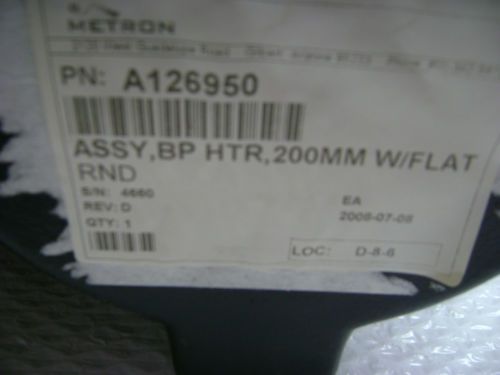 METRON
PN: A126950
ASSY,BP HTR,200MM W/FLAT
RND
S/N: 4660
EA
REV: D
2008-07-08
QTY: 1
LOC: D-8-6